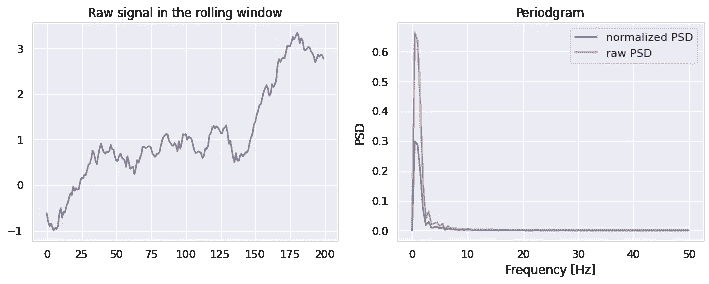 Raw signal in the rolling window
3
2
1
0
−1
0 25 50 75 100 125 150 175 200
Periodgram
normalized PSD
raw PSD
PSD
0.6
0.5
0.4
0.3
0.2
0.1
0.0
0 10 20 30 40 50
Frequency [Hz]